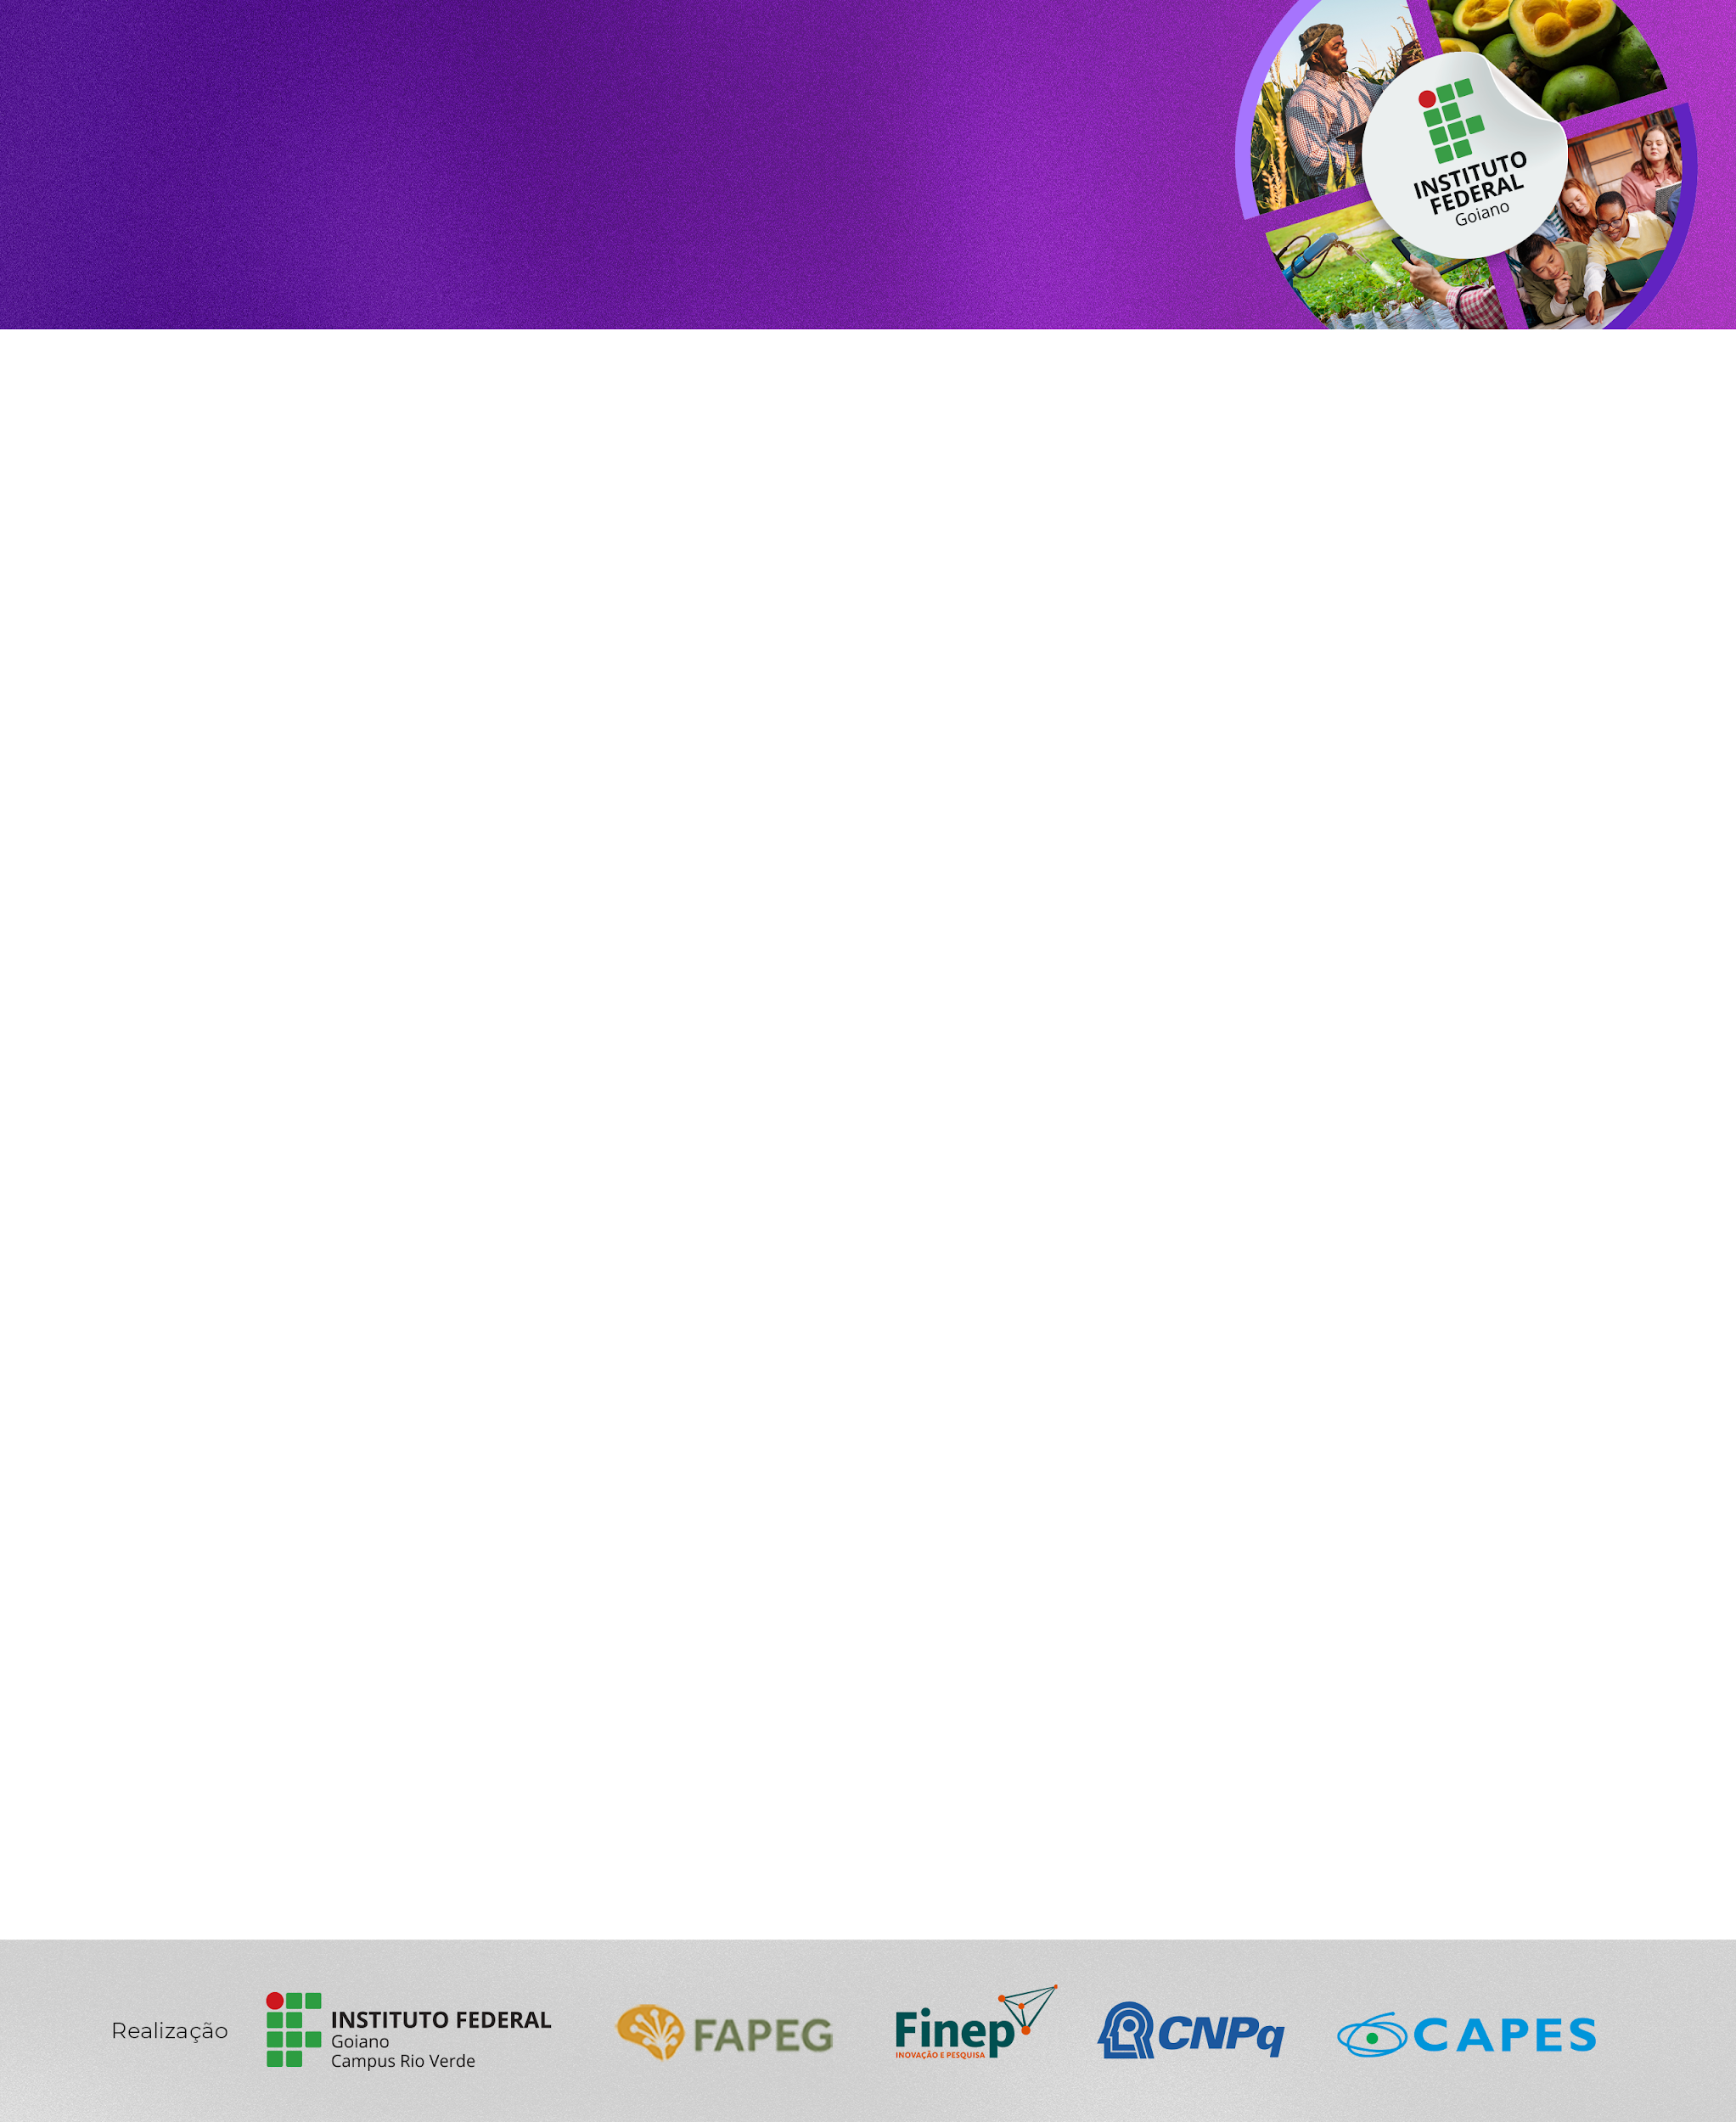 INSTITUTO
FEDERAL
Goiano
Realização
INSTITUTO FEDERAL
Goiano
Campus Rio Verde
FAPEG
Finep
INOVAÇÃO E PESQUISA
CNPq
CAPES